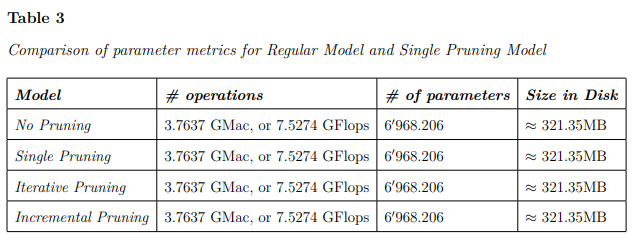 Table 3
Comparison of parameter metrics for Regular Model and Single Pruning Model
Model # operations # of parameters Size in Disk
No Pruning 3.7637 GMac, or 7.5274 GFlops 6′968.206 ≈ 321.35MB
Single Pruning 3.7637 GMac, or 7.5274 GFlops 6′968.206 ≈ 321.35MB
Iterative Pruning 3.7637 GMac, or 7.5274 GFlops 6′968.206 ≈ 321.35MB
Incremental Pruning 3.7637 GMac, or 7.5274 GFlops 6′968.206 ≈ 321.35MB